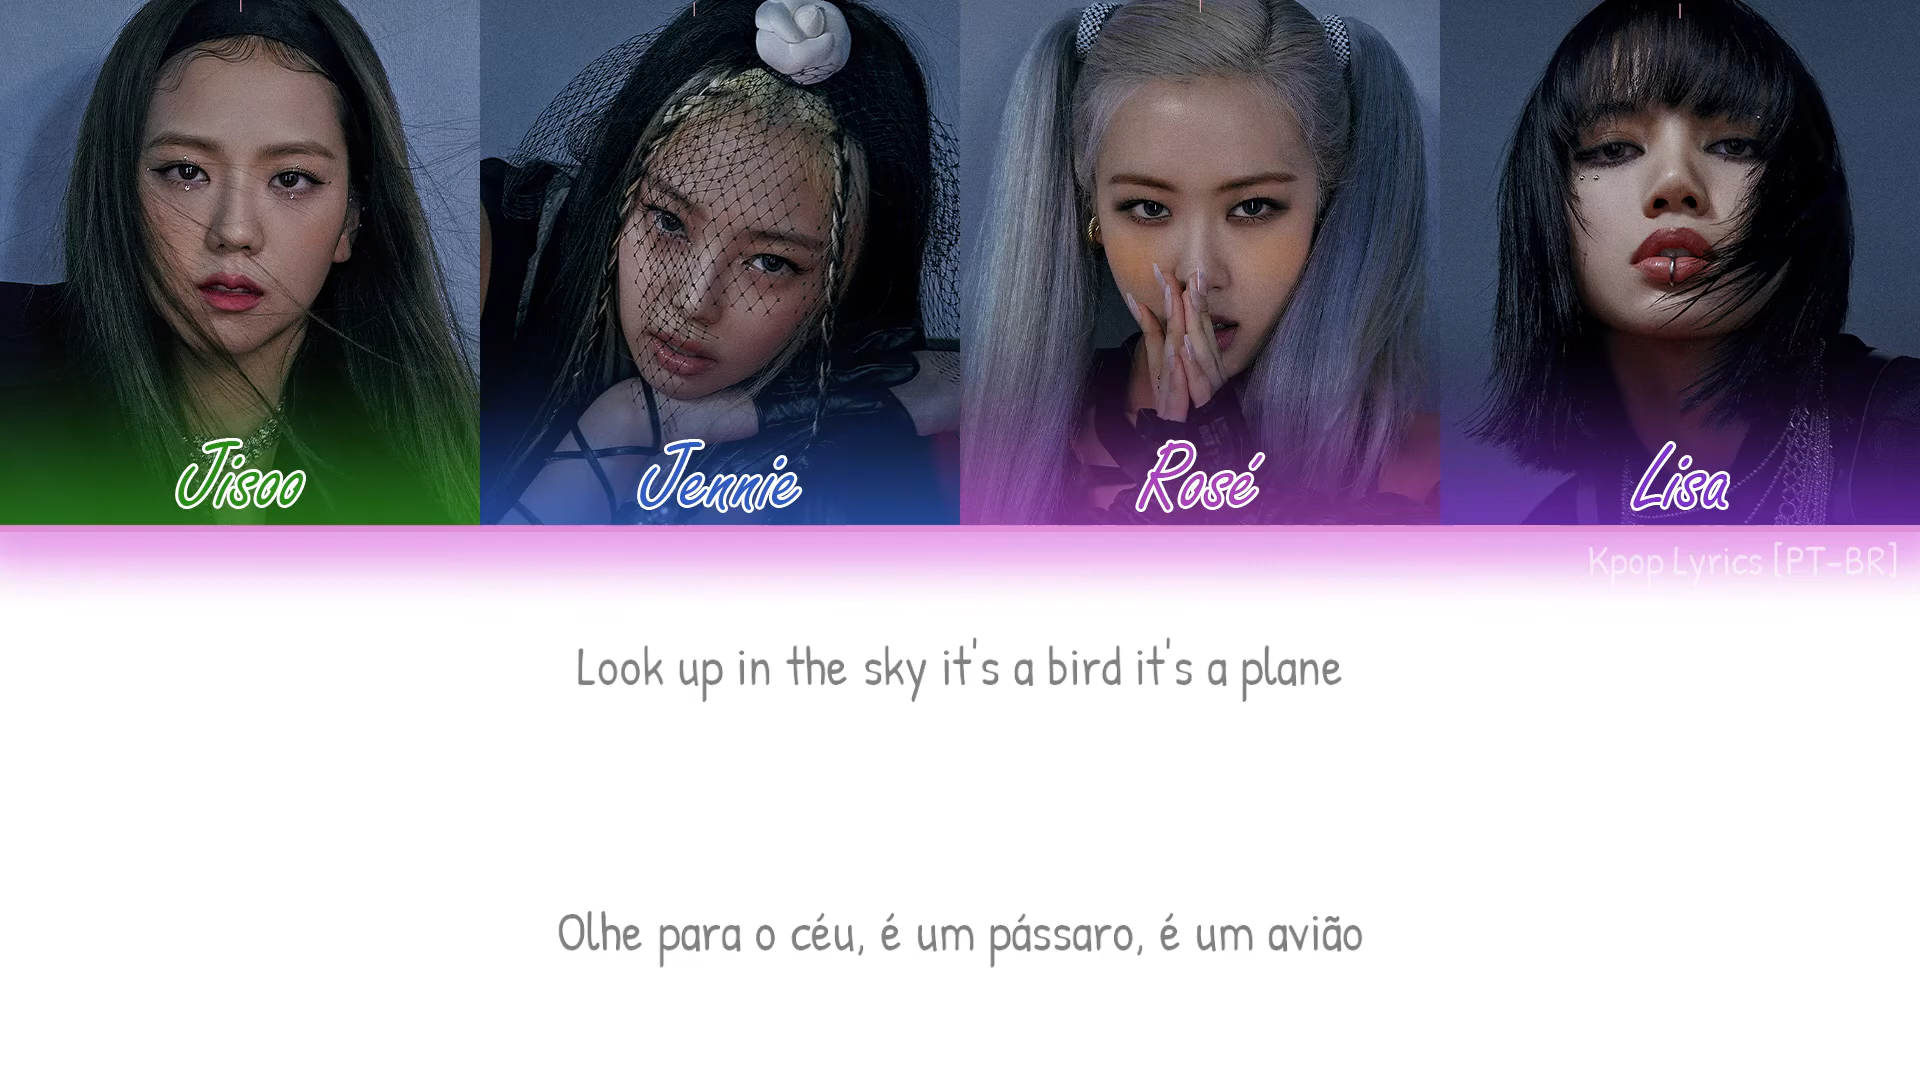 Jisoo
Jennie
Rosé
Lisa
Kpop Lyrics [PT-BR]
Look up in the sky it's a bird it's a plane
Olhe para o céu, é um pássaro, é um avião